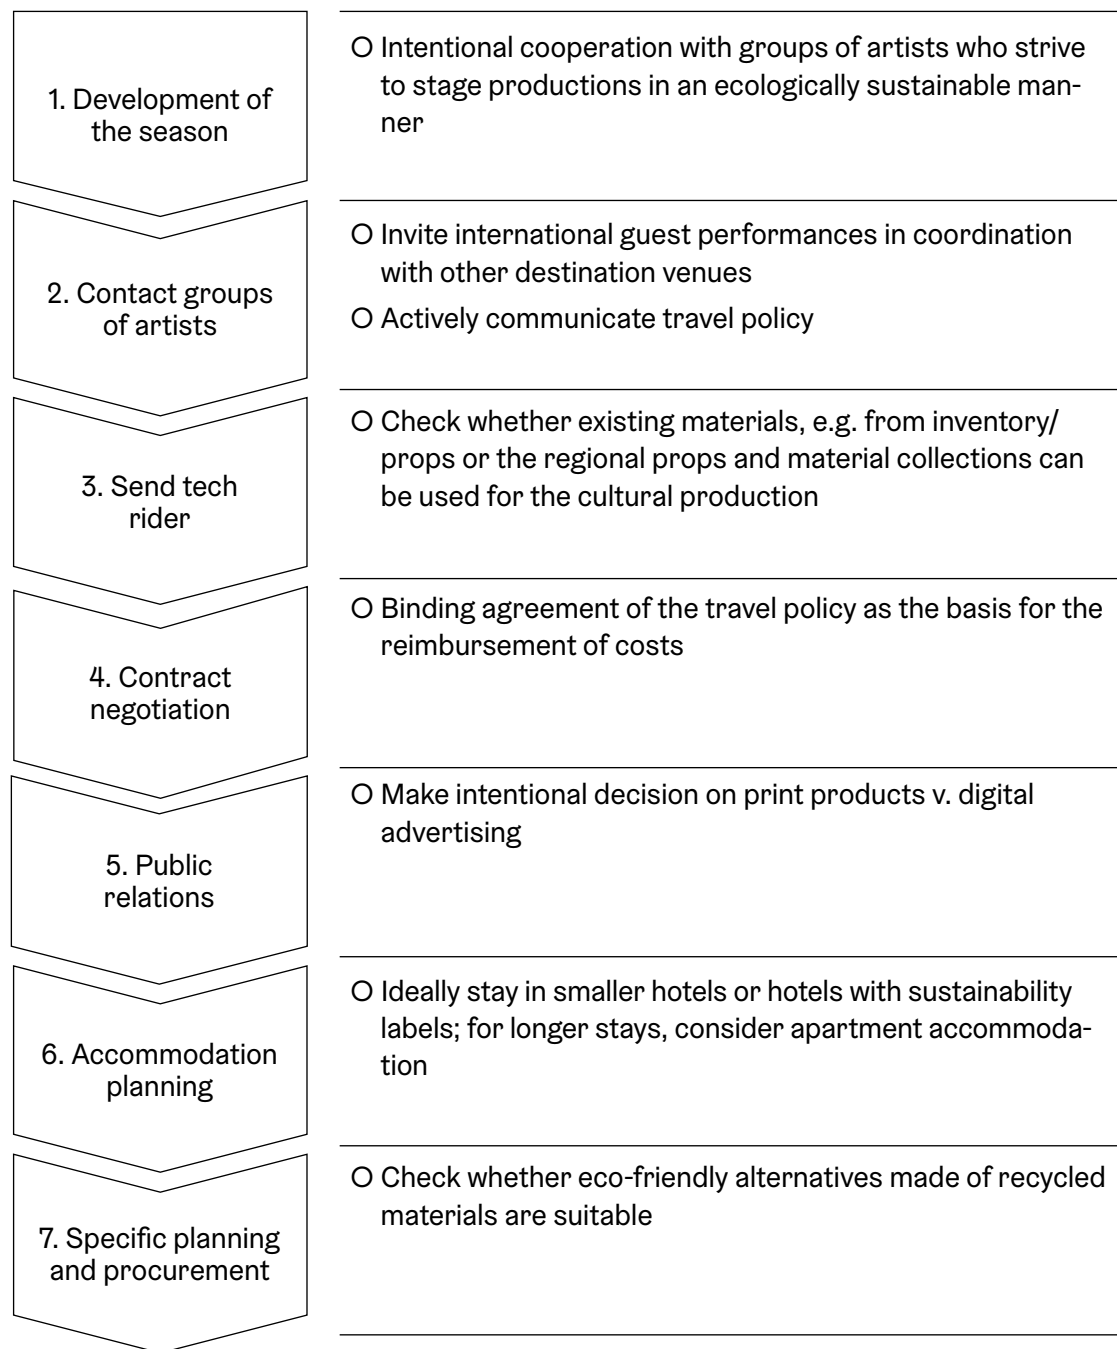 1. Development of
the season
O Intentional cooperation with groups of artists who strive
to stage productions in an ecologically sustainable man-
ner
2. Contact groups
of artists
O Invite international guest performances in coordination
with other destination venues
O Actively communicate travel policy
3. Send tech
rider
O Check whether existing materials, e.g. from inventory/
props or the regional props and material collections can
be used for the cultural production
4. Contract
negotiation
O Binding agreement of the travel policy as the basis for the
reimbursement of costs
5. Public
relations
O Make intentional decision on print products v. digital
advertising
6. Accommodation
planning
O Ideally stay in smaller hotels or hotels with sustainability
labels; for longer stays, consider apartment accommoda-
tion
7. Specific planning
and procurement
O Check whether eco-friendly alternatives made of recycled
materials are suitable